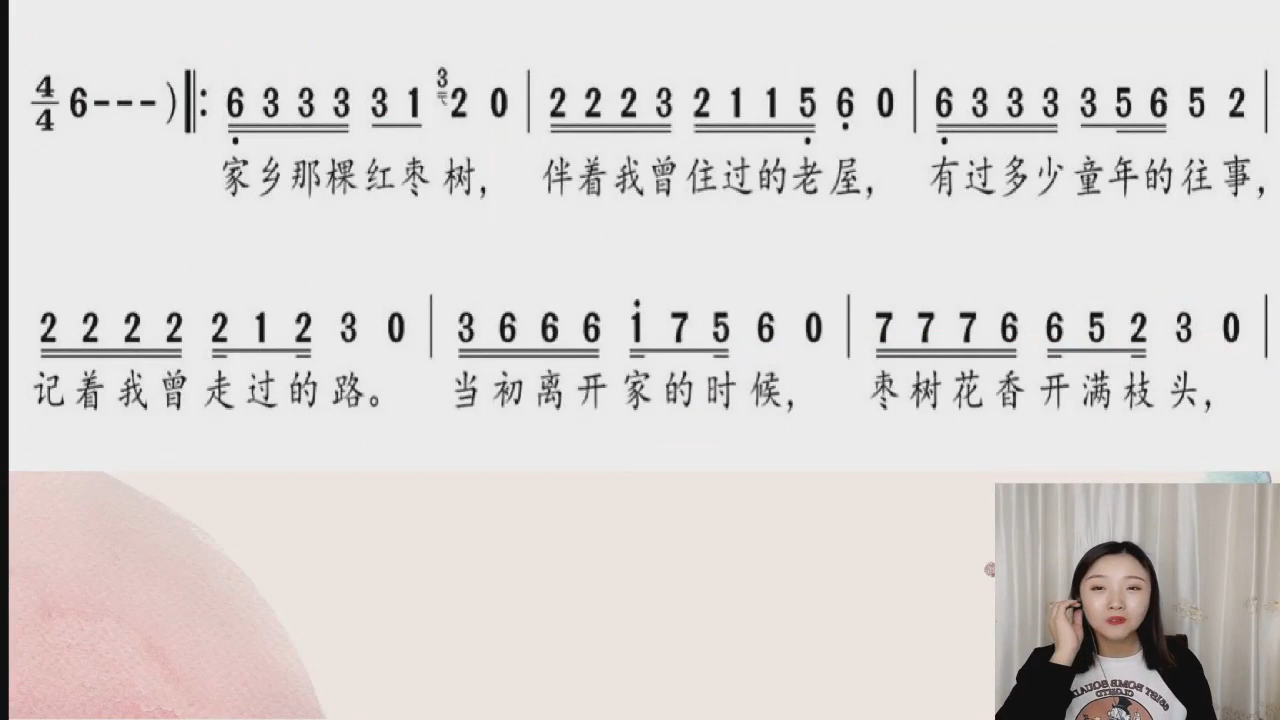 4/4 6 - - - ) ‖: 6 3 3 3 3 1 3 2 0 | 2 2 2 3 2 1 1 5 6 0 | 6 3 3 3 3 5 6 5 2 |
家乡那棵红枣树, 伴着我曾住过的老屋, 有过多少童年的往事,
2 2 2 2 2 1 2 3 0 | 3 6 6 6 1 7 5 6 0 | 7 7 7 6 6 5 2 3 0 |
记着我曾走过的路。 当初离开家的时候, 枣树花香开满枝头,